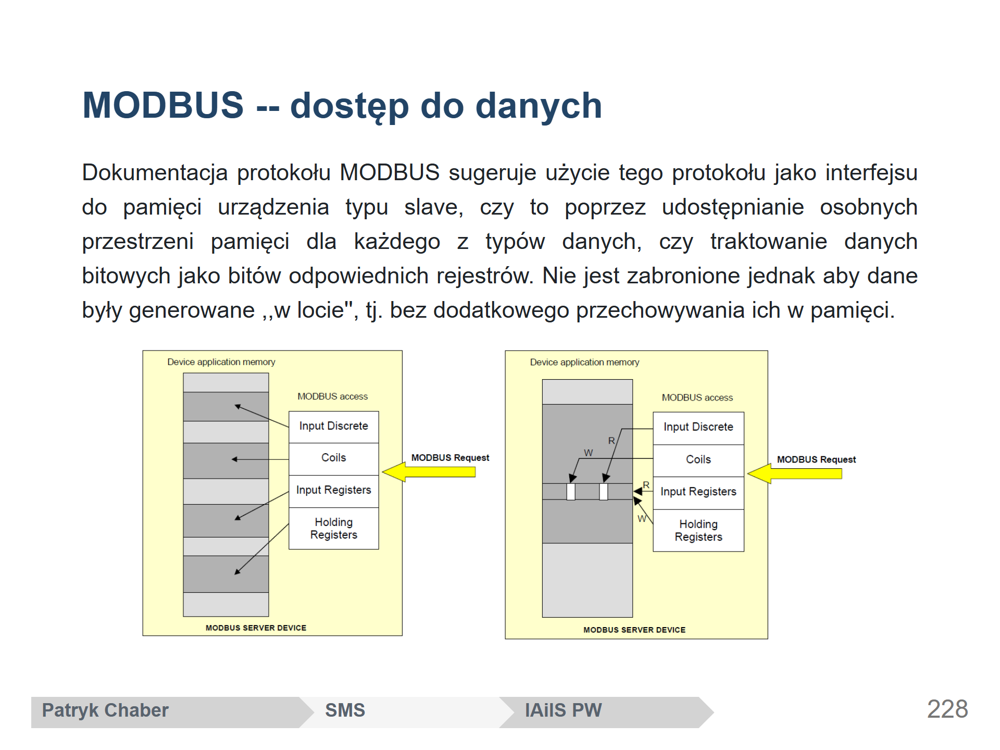 MODBUS -- dostęp do danych
Dokumentacja protokołu MODBUS sugeruje użycie tego protokołu jako interfejsu
do pamięci urządzenia typu slave, czy to poprzez udostępnianie osobnych
przestrzeni pamięci dla każdego z typów danych, czy traktowanie danych
bitowych jako bitów odpowiednich rejestrów. Nie jest zabronione jednak aby dane
były generowane ,,w locie'', tj. bez dodatkowego przechowywania ich w pamięci.
Device application memory
MODBUS access
Input Discrete
Coils
Input Registers
Holding
Registers
MODBUS Request
MODBUS SERVER DEVICE
Device application memory
MODBUS access
Input Discrete
R
W
Coils
R
Input Registers
W
Holding
Registers
MODBUS Request
MODBUS SERVER DEVICE
Patryk Chaber
SMS
IAiIS PW
228